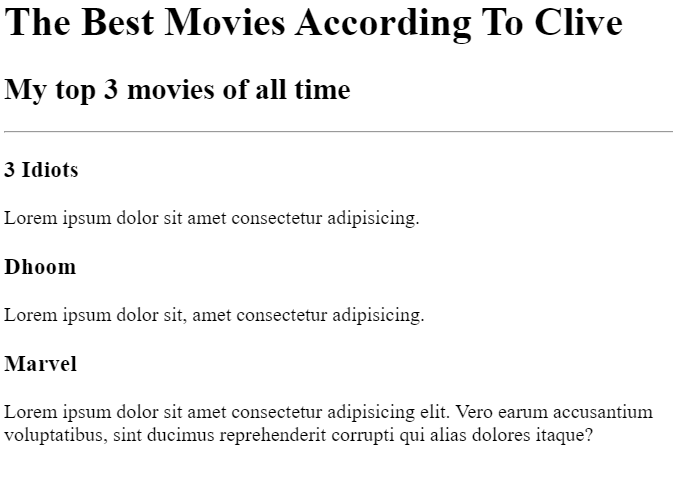 The Best Movies According To Clive
My top 3 movies of all time
3 Idiots
Lorem ipsum dolor sit amet consectetur adipisicing.
Dhoom
Lorem ipsum dolor sit, amet consectetur adipisicing.
Marvel
Lorem ipsum dolor sit amet consectetur adipisicing elit. Vero earum accusantium
voluptatibus, sint ducimus reprehenderit corrupti qui alias dolores itaque?